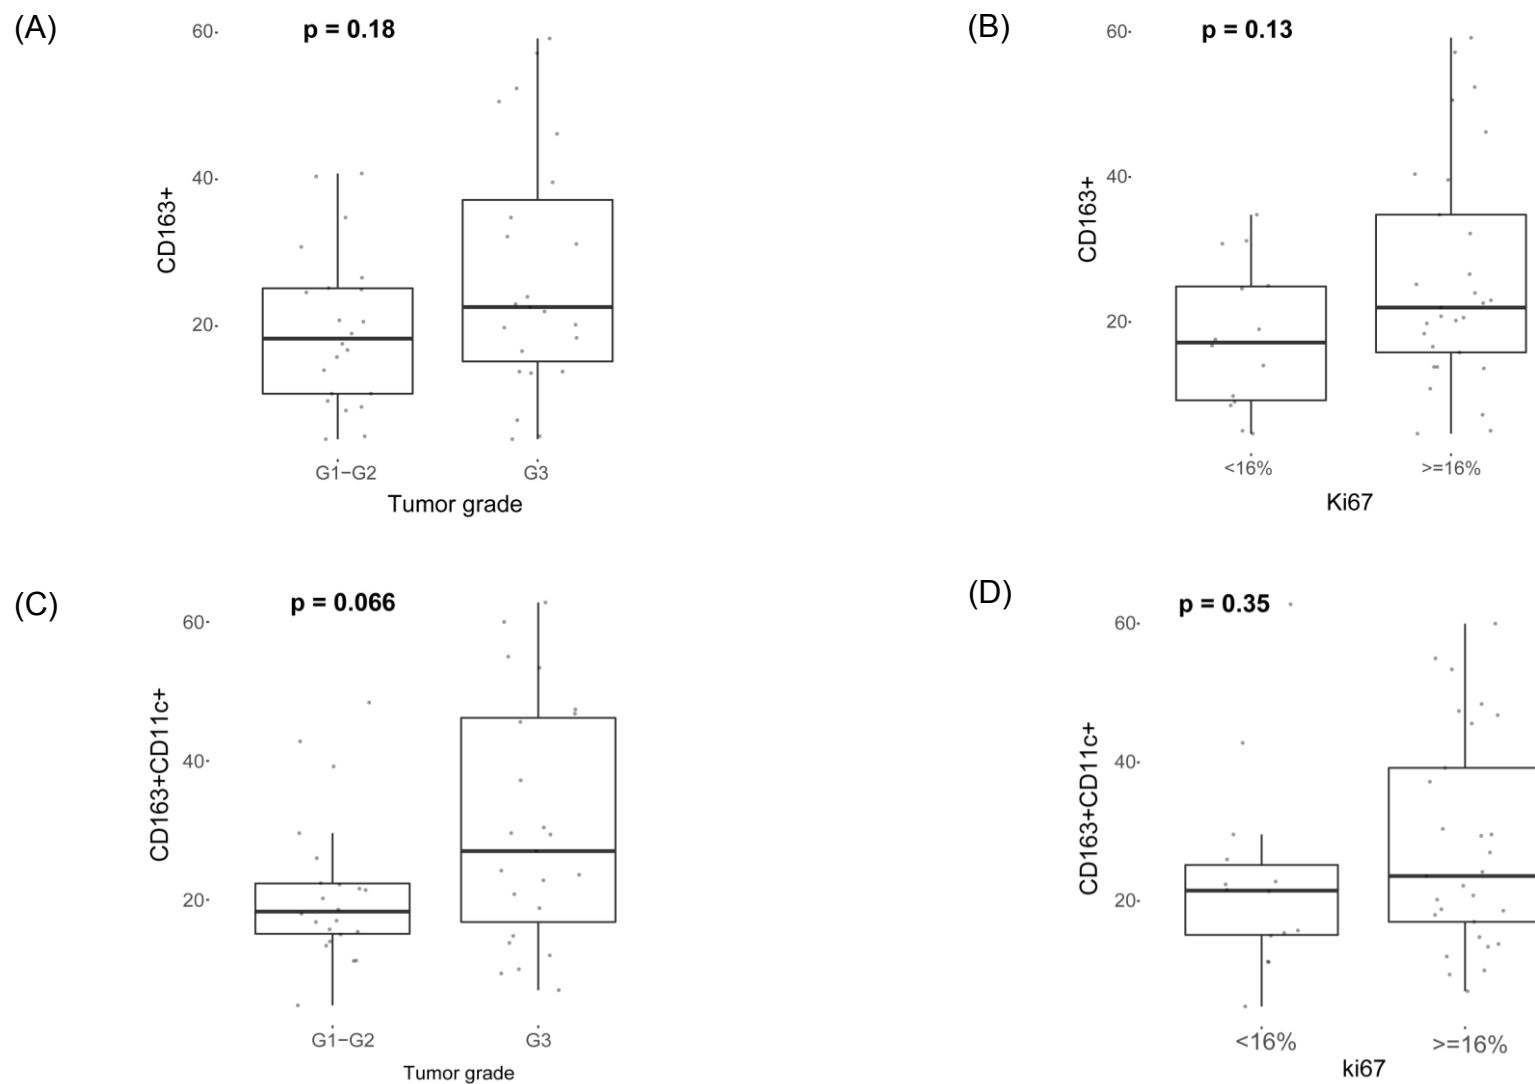 (A)
p = 0.18
60
40
20
CD163+
G1−G2
G3
Tumor grade
(B)
p = 0.13
60
40
20
CD163+
<16%
>=16%
Ki67
(C)
p = 0.066
60
40
20
CD163+CD11c+
G1−G2
G3
Tumor grade
(D)
p = 0.35
60
40
20
CD163+CD11c+
<16%
>=16%
ki67